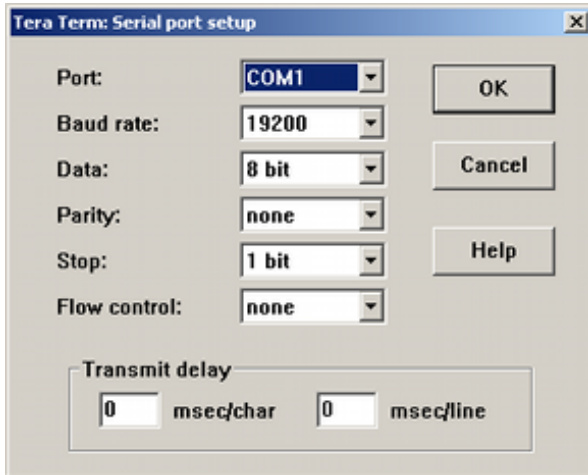 Tera Term: Serial port setup
Port: COM1
OK
Baud rate: 19200
Data: 8 bit
Cancel
Parity: none
Stop: 1 bit
Help
Flow control: none
Transmit delay
0 msec/char 0 msec/line